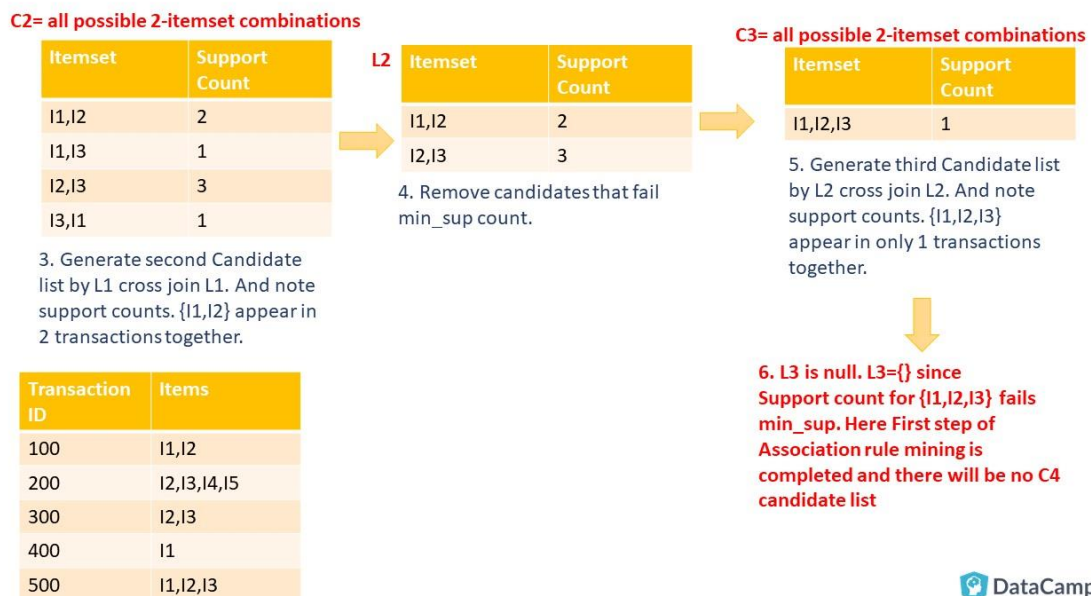 C2= all possible 2-itemset combinations
Itemset Support
Count
I1,I2 2
I1,I3 1
I2,I3 3
I3,I1 1
3. Generate second Candidate
list by L1 cross join L1. And note
support counts. {I1,I2} appear in
2 transactions together.
L2
Itemset Support
Count
I1,I2 2
I2,I3 3
4. Remove candidates that fail
min_sup count.
C3= all possible 2-itemset combinations
Itemset Support
Count
I1,I2,I3 1
5. Generate third Candidate list
by L2 cross join L2. And note
support counts. {I1,I2,I3}
appear in only 1 transactions
together.
6. L3 is null. L3={} since
Support count for {I1,I2,I3} fails
min_sup. Here First step of
Association rule mining is
completed and there will be no C4
candidate list
Transaction Items
ID
100 I1,I2
200 I2,I3,I4,I5
300 I2,I3
400 I1
500 I1,I2,I3
DataCamp